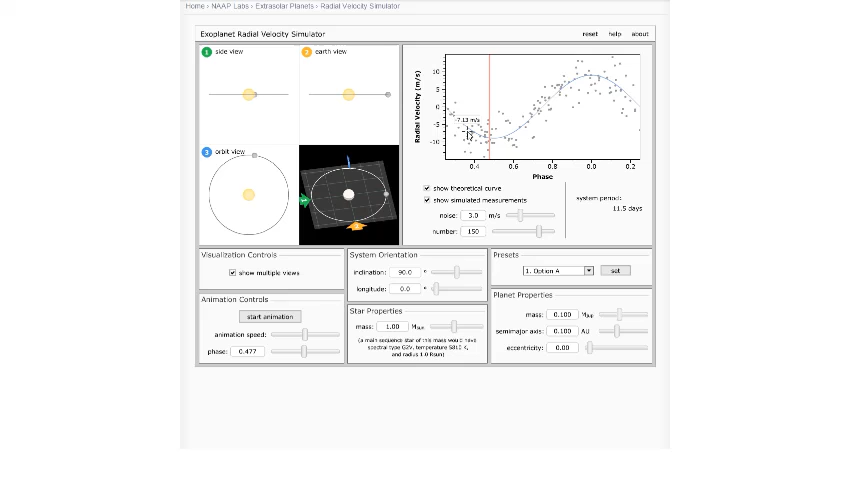 Home › NAAP Labs › Extrasolar Planets › Radial Velocity Simulator
Exoplanet Radial Velocity Simulator
reset help about
1 side view
2 earth view
3 orbit view
Radial Velocity (m/s)
10
5
0
-5
-10
-7.13 m/s
0.4 0.6 0.8 0.0 0.2
Phase
show theoretical curve
show simulated measurements
noise: 3.0 m/s
number: 150
system period:
11.5 days
Visualization Controls
show multiple views
Animation Controls
start animation
animation speed:
phase: 0.477
System Orientation
inclination: 90.0 °
longitude: 0.0 °
Star Properties
mass: 1.00 Msun
(a main sequence star of this mass would have
spectral type G2V, temperature 5810 K,
and radius 1.0 Rsun)
Presets
1. Option A set
Planet Properties
mass: 0.100 Mjup
semimajor axis: 0.100 AU
eccentricity: 0.00